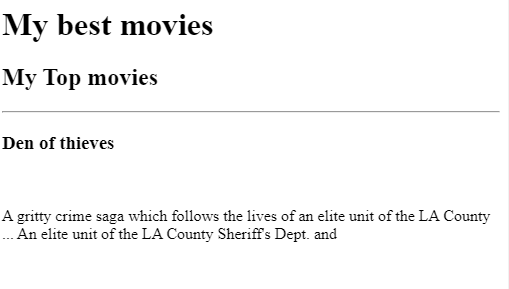 My best movies
My Top movies
Den of thieves
A gritty crime saga which follows the lives of an elite unit of the LA County
... An elite unit of the LA County Sheriff's Dept. and